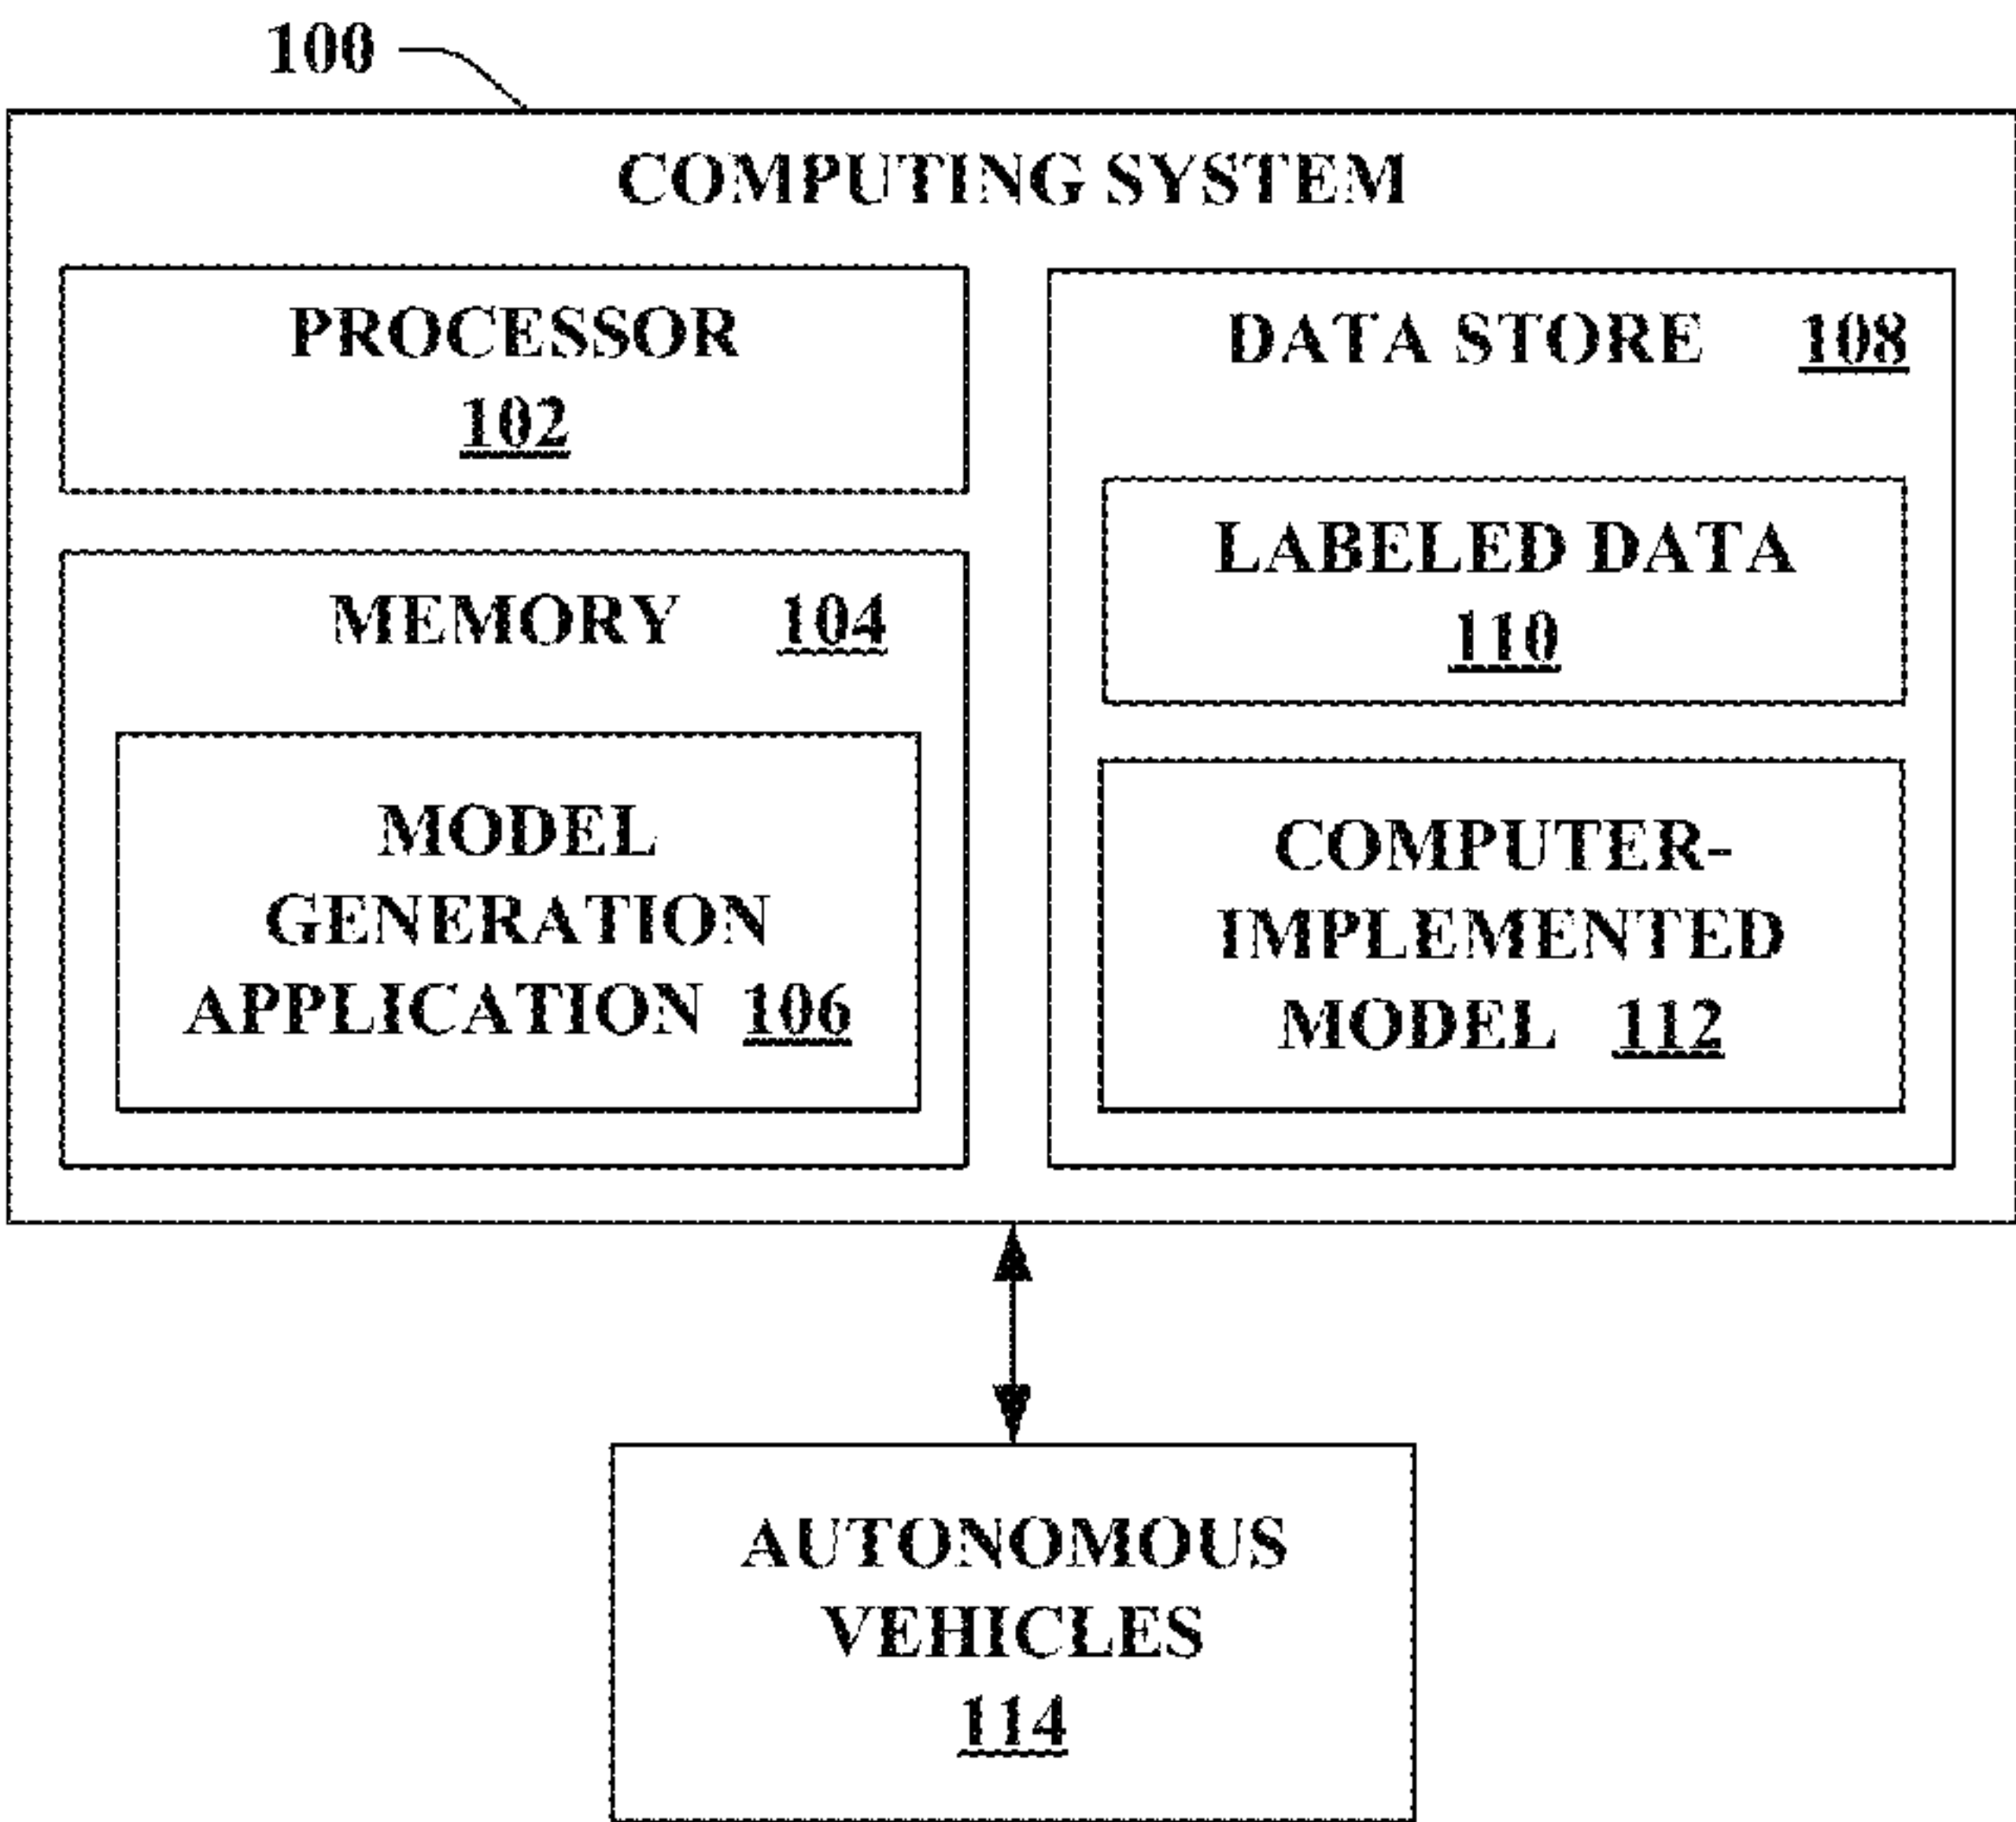 100
COMPUTING SYSTEM
PROCESSOR
102
MEMORY 104
MODEL
GENERATION
APPLICATION 106
DATA STORE 108
LABELED DATA
110
COMPUTER-
IMPLEMENTED
MODEL 112
AUTONOMOUS
VEHICLES
114